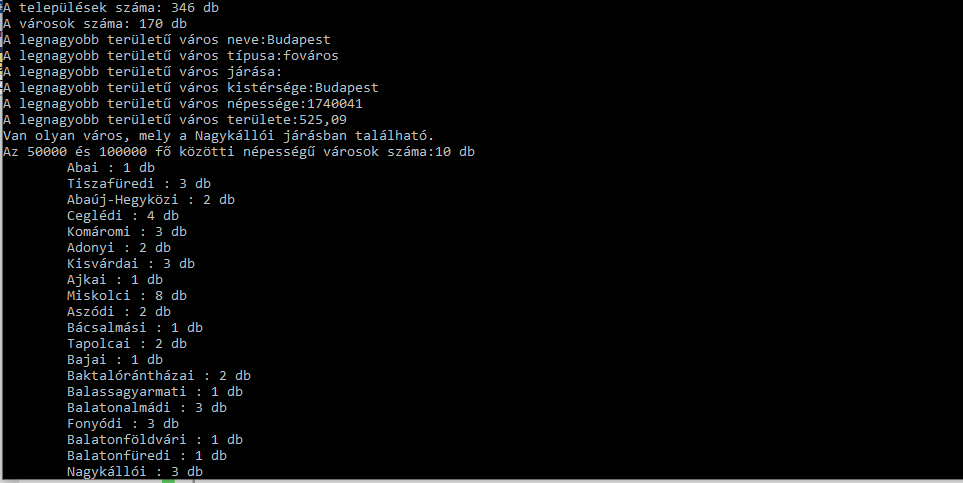 A települések száma: 346 db
A városok száma: 170 db
A legnagyobb területű város neve:Budapest
A legnagyobb területű város típusa:fováros
A legnagyobb területű város járása:
A legnagyobb területű város kistérsége:Budapest
A legnagyobb területű város népessége:1740041
A legnagyobb területű város területe:525,09
Van olyan város, mely a Nagykállói járásban található.
Az 50000 és 100000 fő közötti népességű városok száma:10 db
Abai : 1 db
Tiszafüredi : 3 db
Abaúj-Hegyközi : 2 db
Ceglédi : 4 db
Komáromi : 3 db
Adonyi : 2 db
Kisvárdai : 3 db
Ajkai : 1 db
Miskolci : 8 db
Aszódi : 2 db
Bácsalmási : 1 db
Tapolcai : 2 db
Bajai : 1 db
Baktalórántházai : 2 db
Balassagyarmati : 1 db
Balatonalmádi : 3 db
Fonyódi : 3 db
Balatonföldvári : 1 db
Balatonfüredi : 1 db
Nagykállói : 3 db